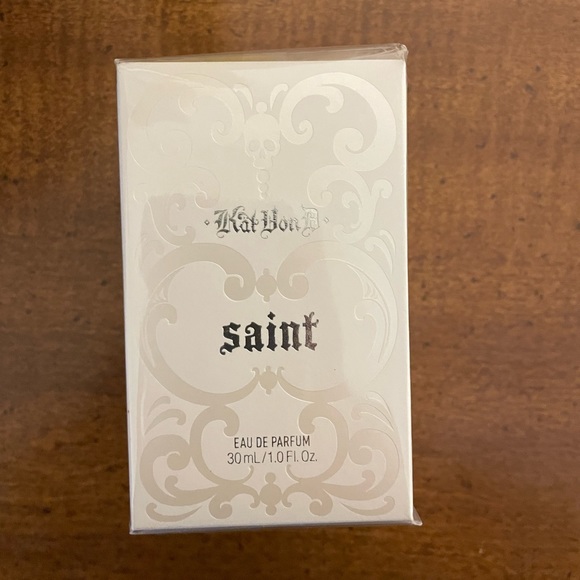 ·Kat Von D·
saint
EAU DE PARFUM
30 mL/1.0 Fl. Oz.